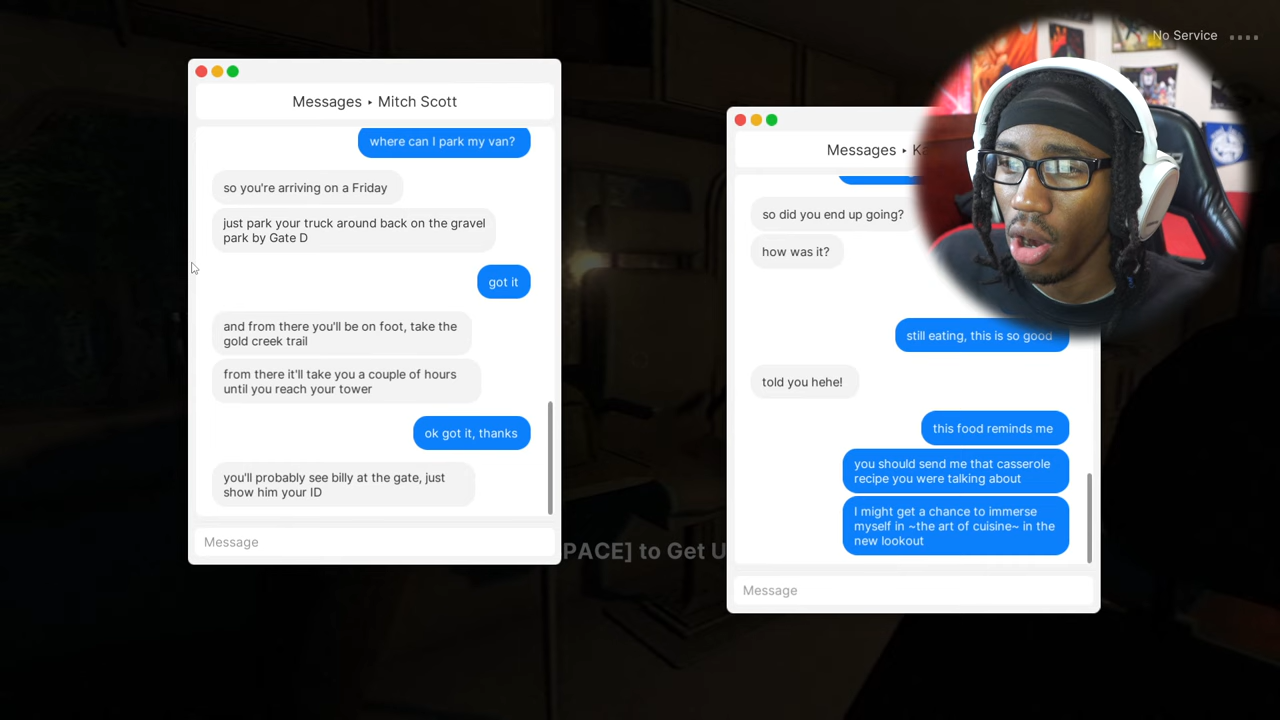 No Service
Messages ▸ Mitch Scott
where can I park my van?
so you're arriving on a Friday
just park your truck around back on the gravel
park by Gate D
got it
and from there you'll be on foot, take the
gold creek trail
from there it'll take you a couple of hours
until you reach your tower
ok got it, thanks
you'll probably see billy at the gate, just
show him your ID
Message
PACE] to Get U
Messages ▸ Ka
so did you end up going?
how was it?
still eating, this is so good
told you hehe!
this food reminds me
you should send me that casserole
recipe you were talking about
I might get a chance to immerse
myself in ~the art of cuisine~ in the
new lookout
Message